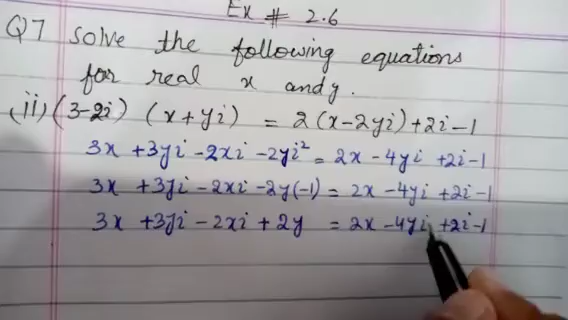 Ex # 2.6
Q7 Solve the following equations
for real x and y.
(ii) (3-2i) (x+yi) = 2(x-2yi)+2i-1
3x +3yi -2xi -2yi² = 2x -4yi +2i-1
3x +3yi -2xi -2y(-1) = 2x -4yi +2i-1
3x +3yi -2xi +2y = 2x -4yi +2i-1